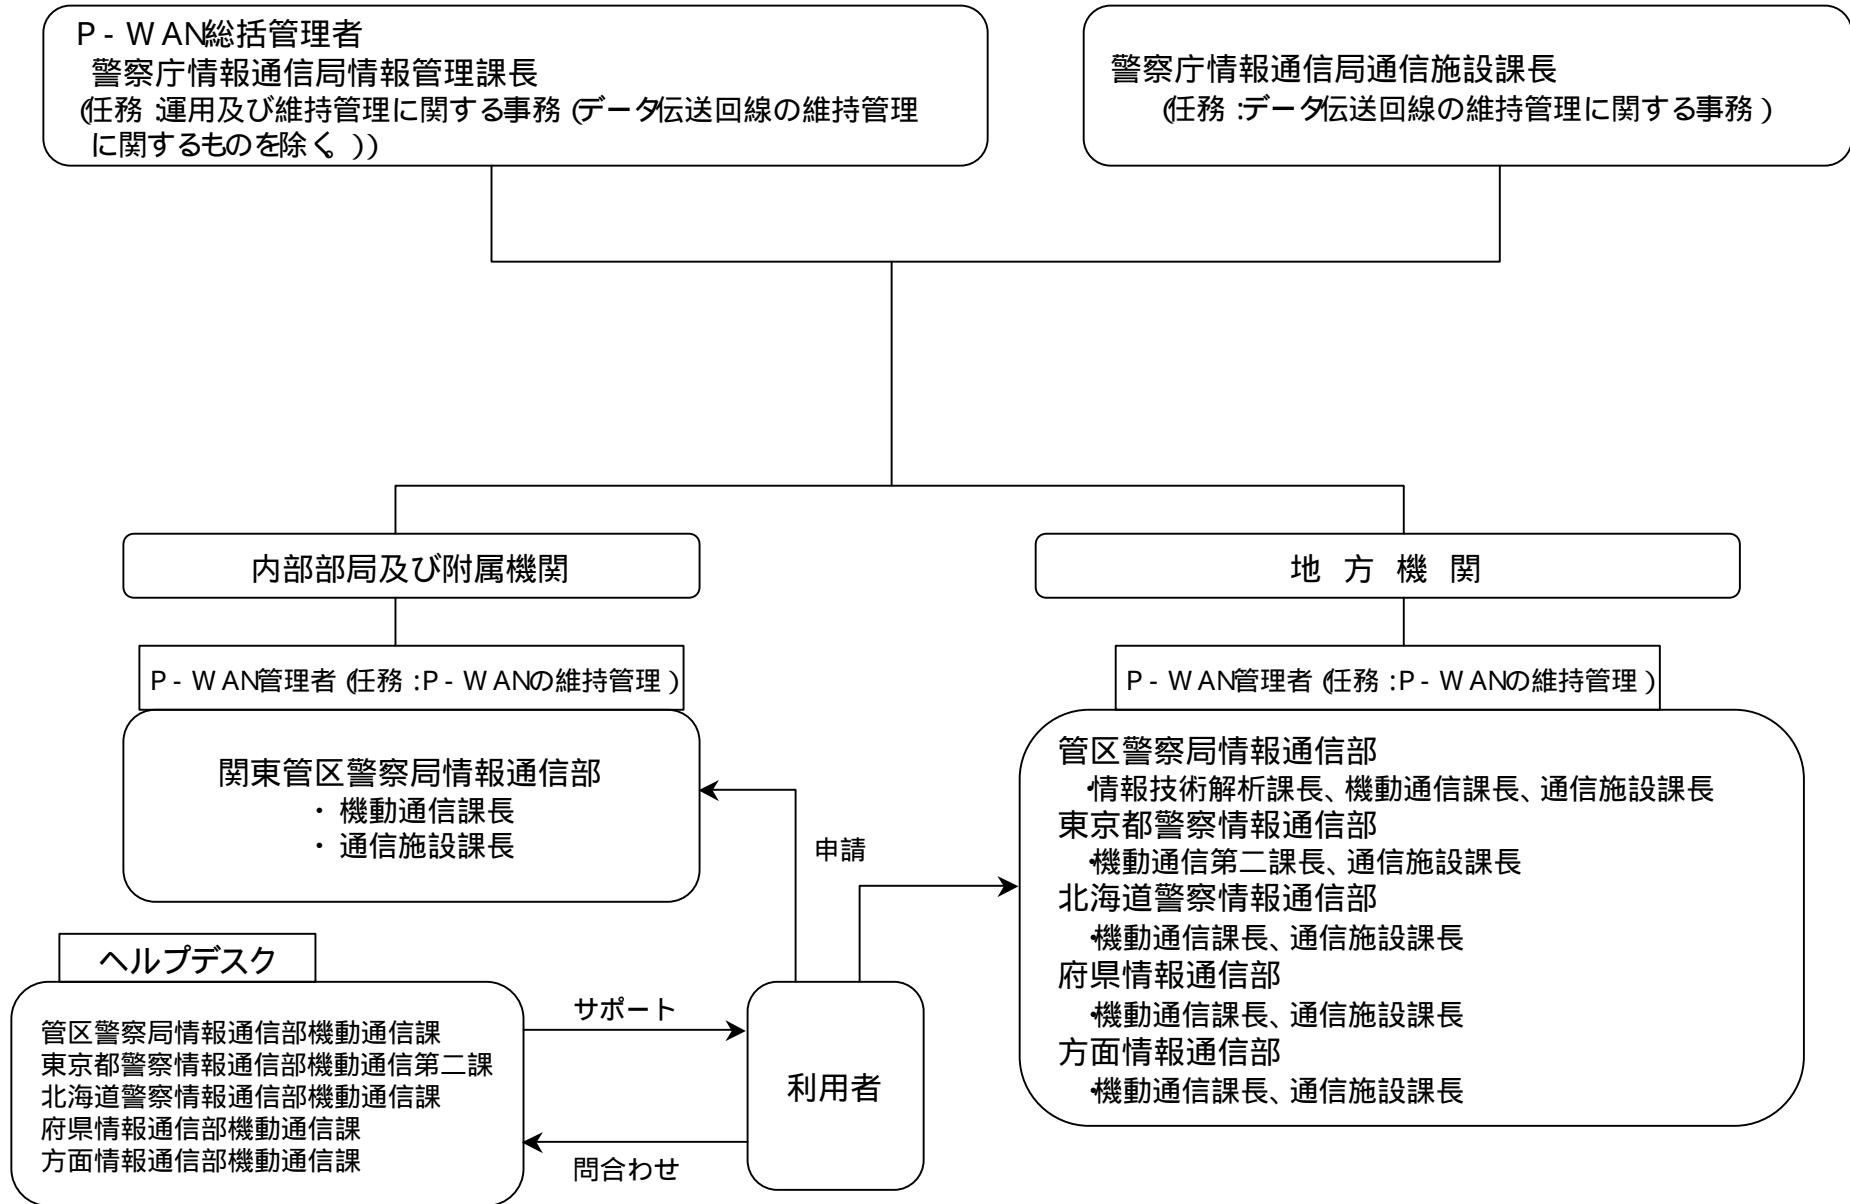 P-WAN総括管理者
警察庁情報通信局情報管理課長
(任務:運用及び維持管理に関する事務(データ伝送回線の維持管理
に関するものを除く。))
警察庁情報通信局通信施設課長
(任務:データ伝送回線の維持管理に関する事務)
内部部局及び附属機関
地 方 機 関
P-WAN管理者(任務:P-WANの維持管理)
P-WAN管理者(任務:P-WANの維持管理)
関東管区警察局情報通信部
・ 機動通信課長
・ 通信施設課長
管区警察局情報通信部
・情報技術解析課長、機動通信課長、通信施設課長
東京都警察情報通信部
・機動通信第二課長、通信施設課長
北海道警察情報通信部
・機動通信課長、通信施設課長
府県情報通信部
・機動通信課長、通信施設課長
方面情報通信部
・機動通信課長、通信施設課長
申請
ヘルプデスク
管区警察局情報通信部機動通信課
東京都警察情報通信部機動通信第二課
北海道警察情報通信部機動通信課
府県情報通信部機動通信課
方面情報通信部機動通信課
サポート
利用者
問合わせ